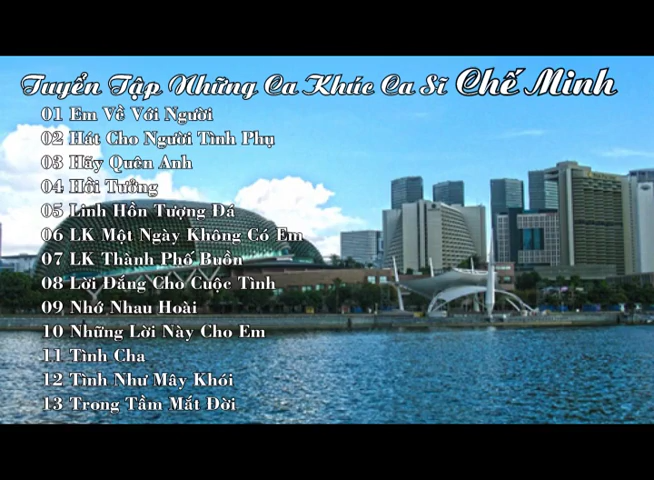 Tuyển Tập Những Ca Khúc Ca Sĩ Chế Minh
01 Em Về Với Người
02 Hát Cho Người Tình Phụ
03 Hãy Quên Anh
04 Hồi Tưởng
05 Linh Hồn Tượng Đá
06 LK Một Ngày Không Có Em
07 LK Thành Phố Buồn
08 Lời Đắng Cho Cuộc Tình
09 Nhớ Nhau Hoài
10 Những Lời Này Cho Em
11 Tình Cha
12 Tình Như Mây Khói
13 Trong Tầm Mắt Đời